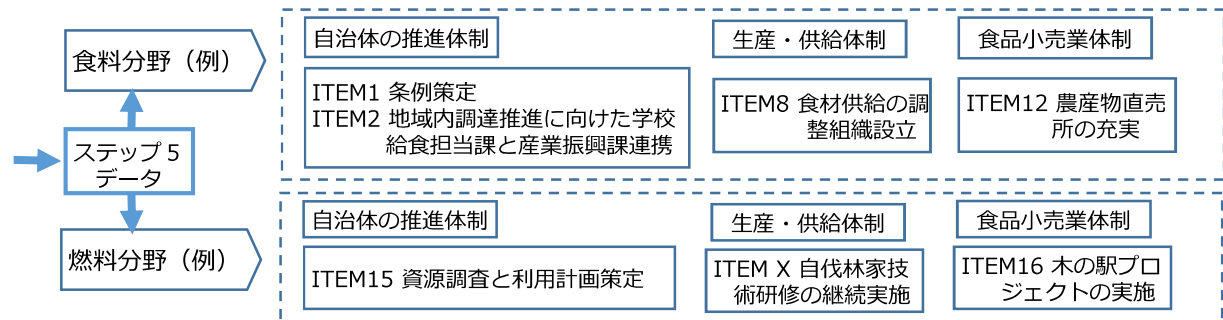 食料分野（例）
自治体の推進体制
ITEM1 条例策定
ITEM2 地域内調達推進に向けた学校
給食担当課と産業振興課連携
生産・供給体制
ITEM8 食材供給の調
整組織設立
食品小売業体制
ITEM12 農産物直売
所の充実
ステップ５
データ
燃料分野（例）
自治体の推進体制
ITEM15 資源調査と利用計画策定
生産・供給体制
ITEM X 自伐林家技
術研修の継続実施
食品小売業体制
ITEM16 木の駅プロ
ジェクトの実施